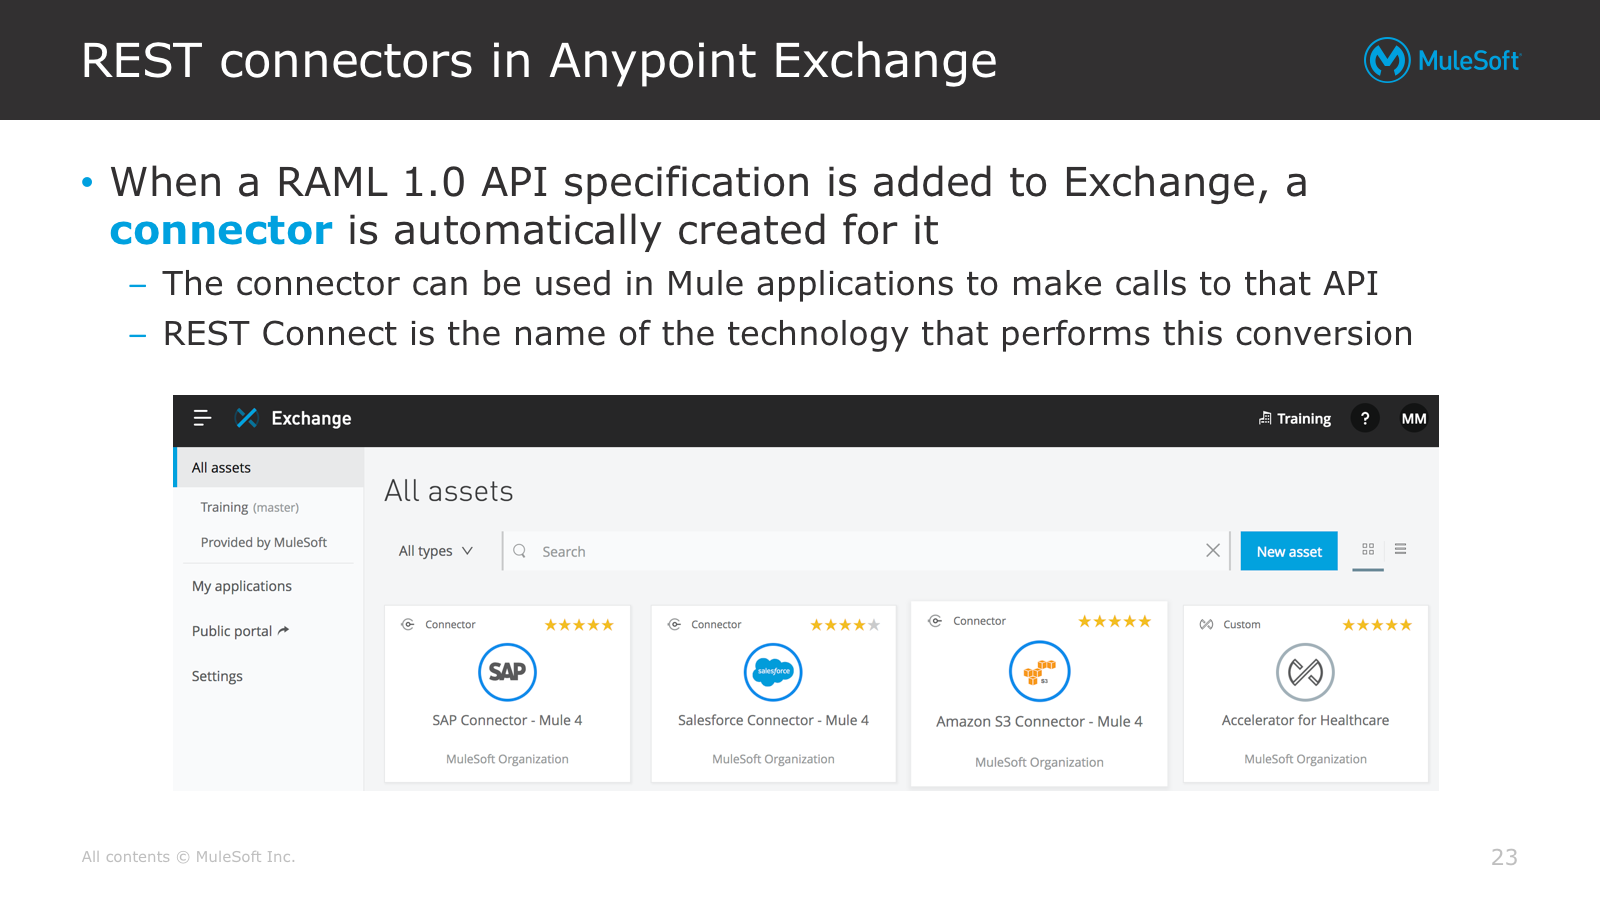 REST connectors in Anypoint Exchange
MuleSoft
• When a RAML 1.0 API specification is added to Exchange, a
connector is automatically created for it
– The connector can be used in Mule applications to make calls to that API
– REST Connect is the name of the technology that performs this conversion
Exchange
Training
?
MM
All assets
Training (master)
Provided by MuleSoft
My applications
Public portal
Settings
All assets
All types
Search
New asset
Connector
SAP
SAP Connector - Mule 4
MuleSoft Organization
Connector
salesforce
Salesforce Connector - Mule 4
MuleSoft Organization
Connector
S3
Amazon S3 Connector - Mule 4
MuleSoft Organization
Custom
Accelerator for Healthcare
MuleSoft Organization
All contents © MuleSoft Inc.
23